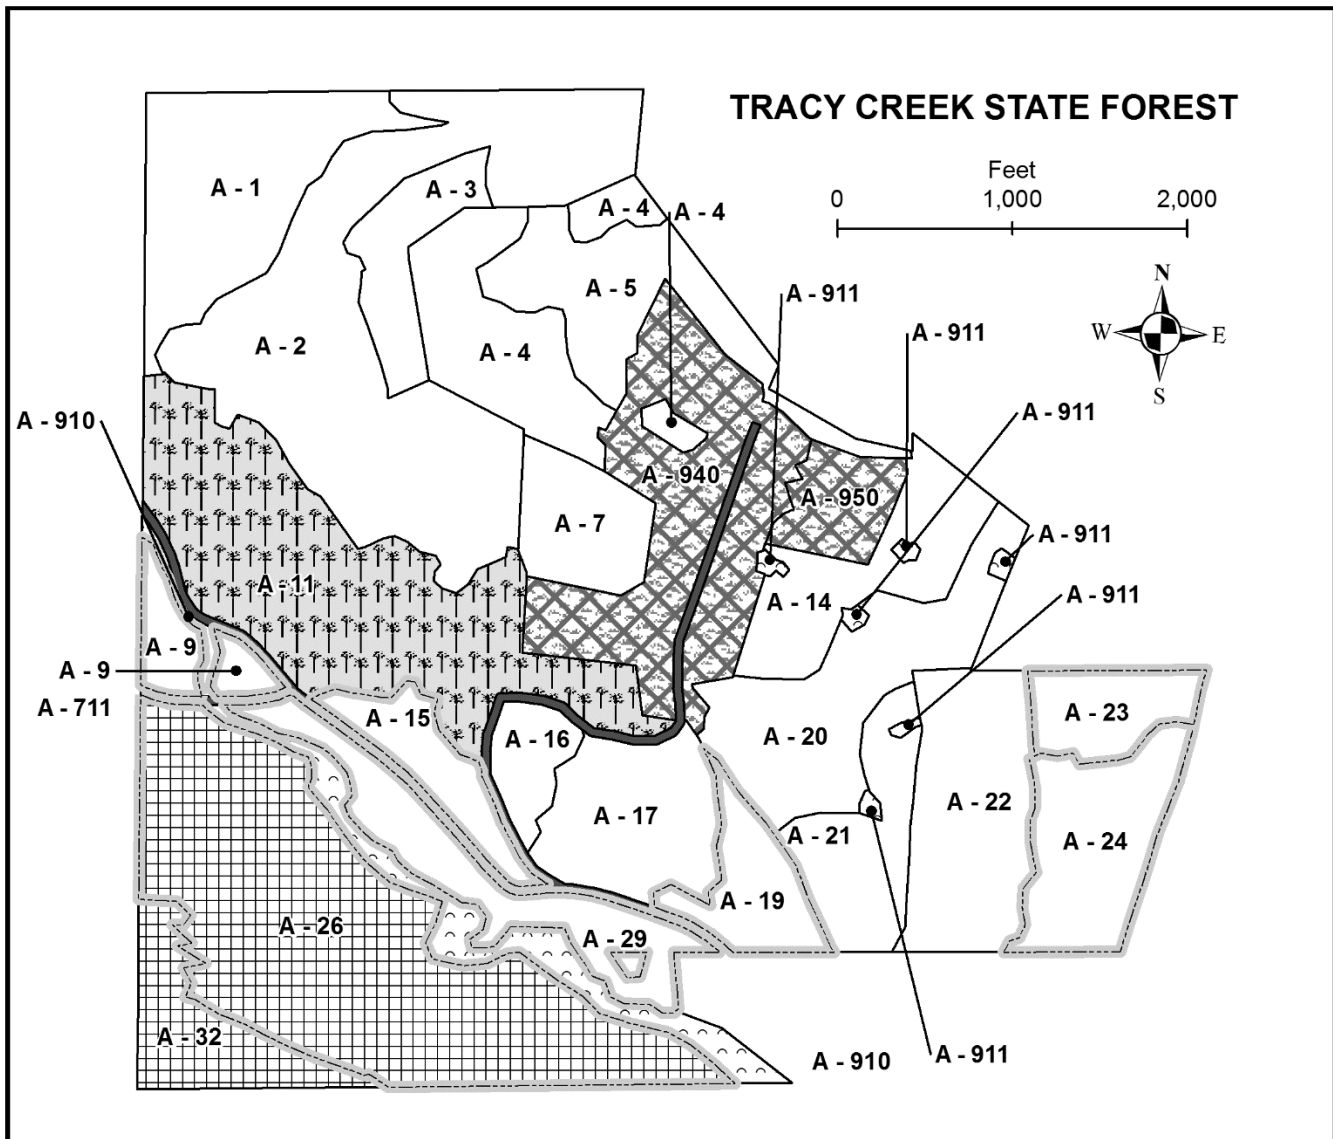 TRACY CREEK STATE FOREST
Feet
0 1,000 2,000
N
W E
S
A - 1
A - 3
A - 4
A - 4
A - 5
A - 911
A - 911
A - 2
A - 4
A - 911
A - 910
A - 940
A - 950
A - 7
A - 911
A - 11
A - 14
A - 911
A - 9
A - 9
A - 711
A - 15
A - 16
A - 20
A - 23
A - 17
A - 22
A - 21
A - 24
A - 19
A - 26
A - 29
A - 32
A - 910
A - 911